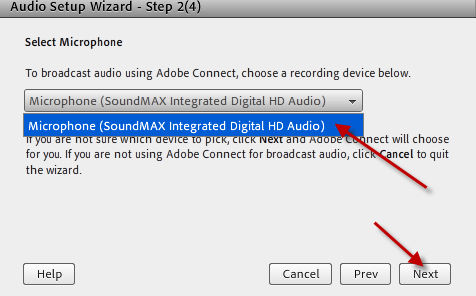 Audio Setup Wizard - Step 2(4)
Select Microphone
To broadcast audio using Adobe Connect, choose a recording device below.
Microphone (SoundMAX Integrated Digital HD Audio)
Microphone (SoundMAX Integrated Digital HD Audio)
If you are not sure which device to pick, click Next and Adobe Connect will choose
for you. If you are not using Adobe Connect for broadcast audio, click Cancel to quit
the wizard.
Help Cancel Prev Next